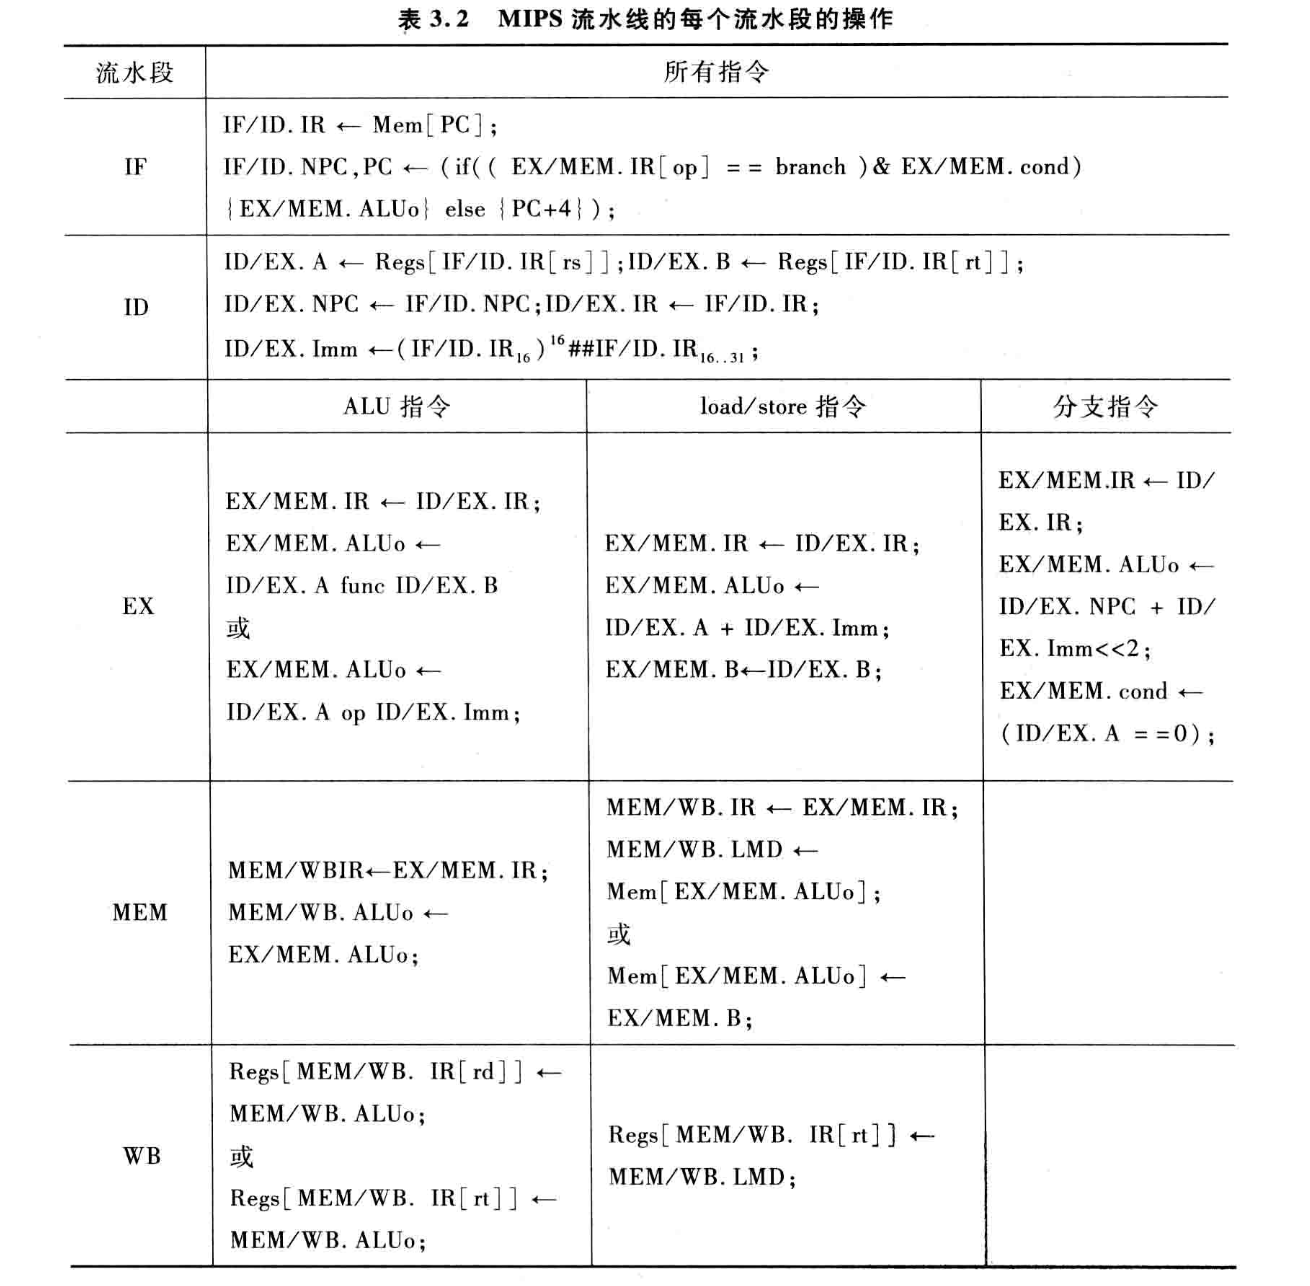 表 3.2 MIPS 流水线的每个流水段的操作
流水段
所有指令
IF
IF/ID. IR ← Mem[PC];
IF/ID. NPC,PC ← (if(( EX/MEM. IR[op] == branch )& EX/MEM. cond)
{EX/MEM. ALUo} else {PC+4});
ID
ID/EX. A ← Regs[IF/ID. IR[rs]];ID/EX. B ← Regs[IF/ID. IR[rt]];
ID/EX. NPC ← IF/ID. NPC;ID/EX. IR ← IF/ID. IR;
ID/EX. Imm ←(IF/ID. IR₁₆)¹⁶##IF/ID. IR₁₆..₃₁;
ALU 指令
load/store 指令
分支指令
EX
EX/MEM. IR ← ID/EX. IR;
EX/MEM. ALUo ←
ID/EX. A func ID/EX. B
或
EX/MEM. ALUo ←
ID/EX. A op ID/EX. Imm;
EX/MEM. IR ← ID/EX. IR;
EX/MEM. ALUo ←
ID/EX. A + ID/EX. Imm;
EX/MEM. B←ID/EX. B;
EX/MEM.IR ← ID/
EX. IR;
EX/MEM. ALUo ←
ID/EX. NPC + ID/
EX. Imm<<2;
EX/MEM. cond ←
(ID/EX. A ==0);
MEM
MEM/WBIR←EX/MEM. IR;
MEM/WB. ALUo ←
EX/MEM. ALUo;
MEM/WB. IR ← EX/MEM. IR;
MEM/WB. LMD ←
Mem[EX/MEM. ALUo];
或
Mem[EX/MEM. ALUo] ←
EX/MEM. B;
WB
Regs[MEM/WB. IR[rd]] ←
MEM/WB. ALUo;
或
Regs[MEM/WB. IR[rt]] ←
MEM/WB. ALUo;
Regs[MEM/WB. IR[rt]] ←
MEM/WB. LMD;